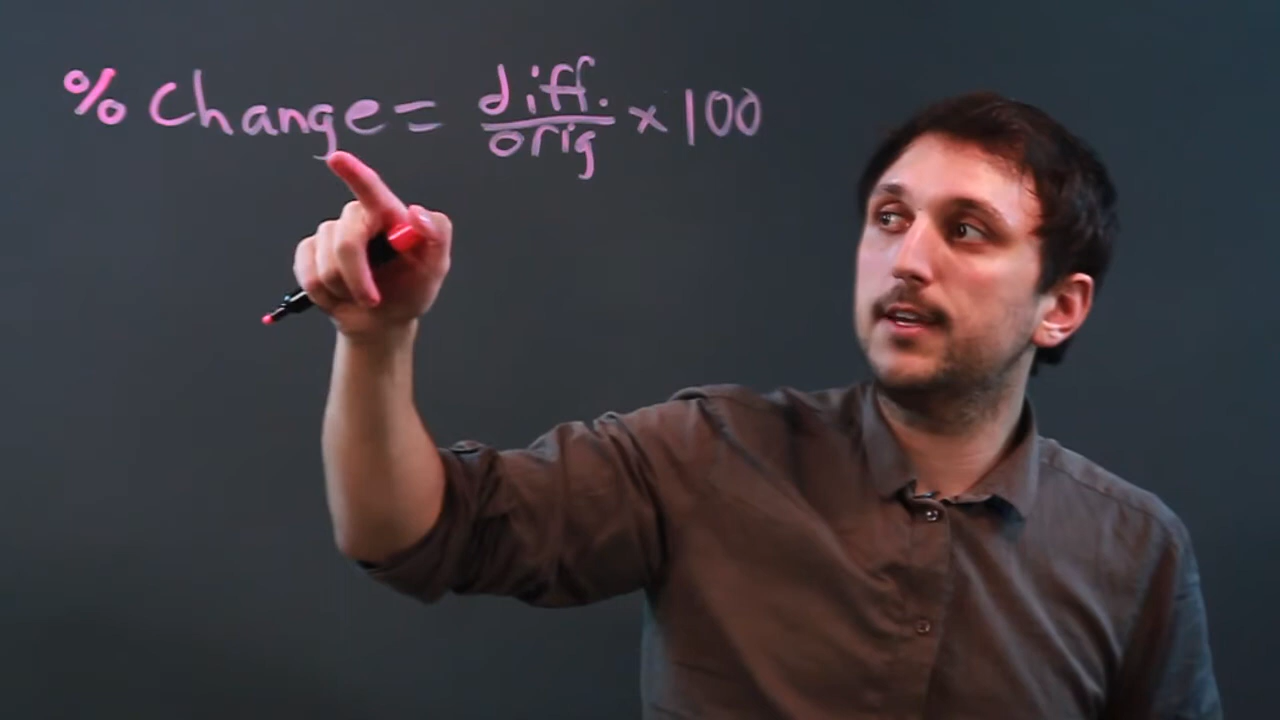 % Change = diff./orig × 100